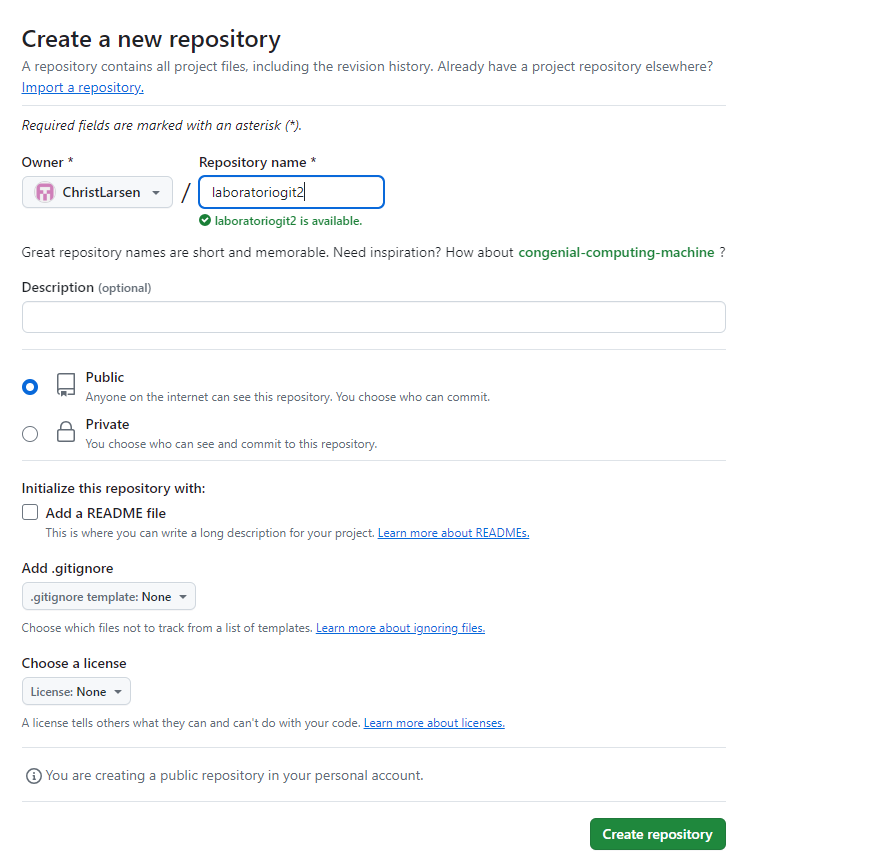 Create a new repository
A repository contains all project files, including the revision history. Already have a project repository elsewhere?
Import a repository.
Required fields are marked with an asterisk (*).
Owner * Repository name *
ChristLarsen / laboratoriogit2
laboratoriogit2 is available.
Great repository names are short and memorable. Need inspiration? How about congenial-computing-machine ?
Description (optional)
Public
Anyone on the internet can see this repository. You choose who can commit.
Private
You choose who can see and commit to this repository.
Initialize this repository with:
Add a README file
This is where you can write a long description for your project. Learn more about READMEs.
Add .gitignore
.gitignore template: None
Choose which files not to track from a list of templates. Learn more about ignoring files.
Choose a license
License: None
A license tells others what they can and can't do with your code. Learn more about licenses.
You are creating a public repository in your personal account.
Create repository